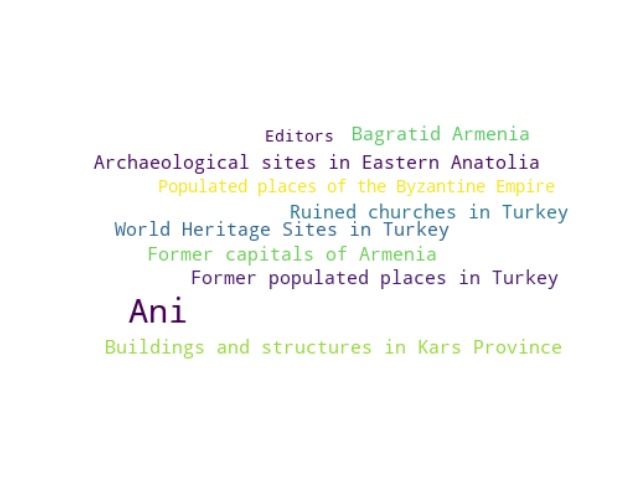 Editors Bagratid Armenia
Archaeological sites in Eastern Anatolia
Populated places of the Byzantine Empire
Ruined churches in Turkey
World Heritage Sites in Turkey
Former capitals of Armenia
Former populated places in Turkey
Ani
Buildings and structures in Kars Province